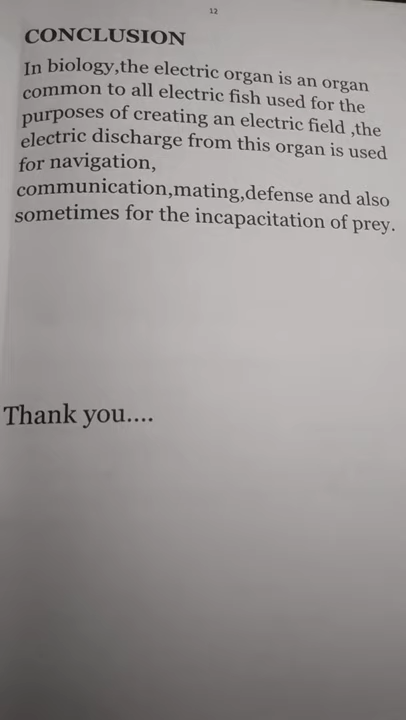 12
CONCLUSION
In biology,the electric organ is an organ
common to all electric fish used for the
purposes of creating an electric field ,the
electric discharge from this organ is used
for navigation,
communication,mating,defense and also
sometimes for the incapacitation of prey.
Thank you....